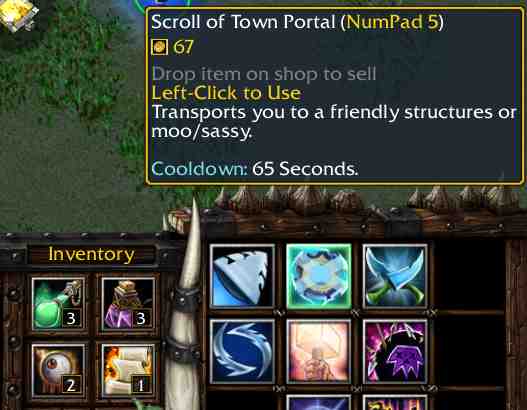 Scroll of Town Portal (NumPad 5)
67
Drop item on shop to sell
Left-Click to Use
Transports you to a friendly structures or
moo/sassy.
Cooldown: 65 Seconds.
Inventory
3 3
2 1